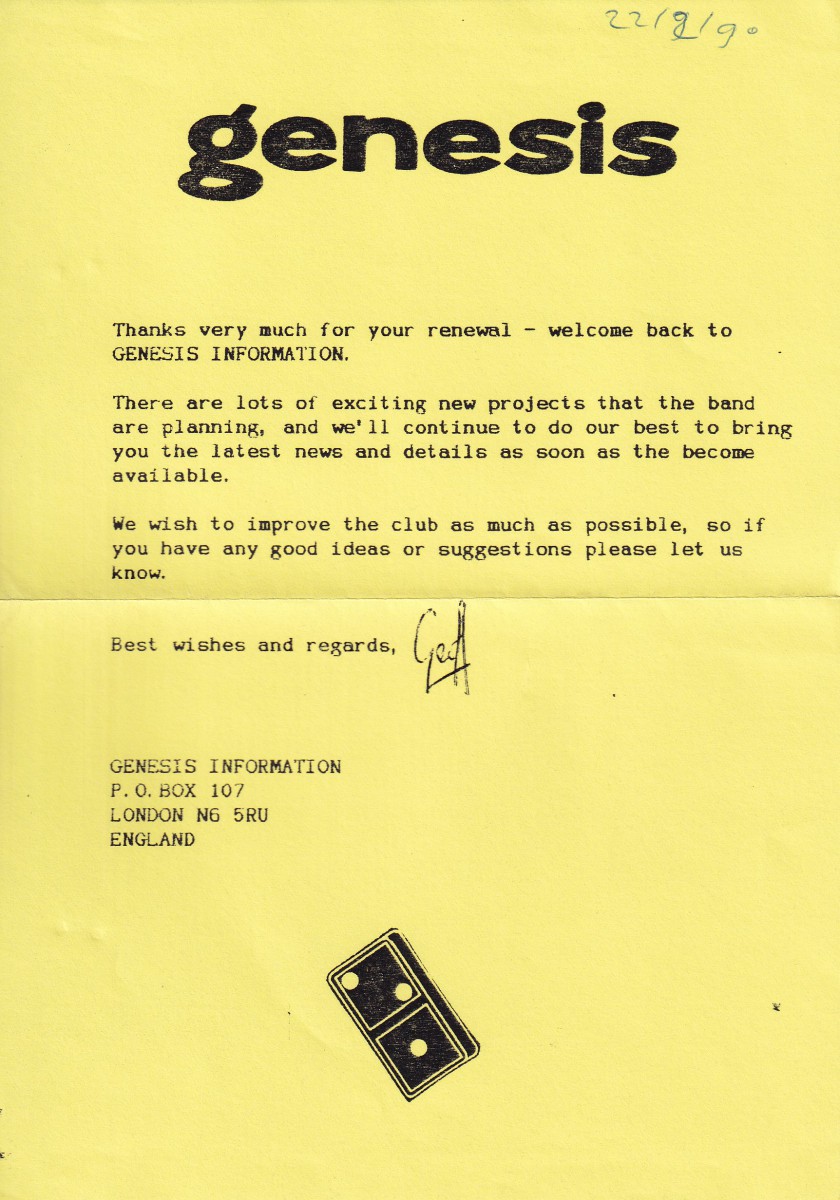 22/9/90
genesis
Thanks very much for your renewal - welcome back to
GENESIS INFORMATION.
There are lots of exciting new projects that the band
are planning, and we'll continue to do our best to bring
you the latest news and details as soon as the become
available.
We wish to improve the club as much as possible, so if
you have any good ideas or suggestions please let us
know.
Best wishes and regards, Geoff
GENESIS INFORMATION
P.O.BOX 107
LONDON N6 5RU
ENGLAND